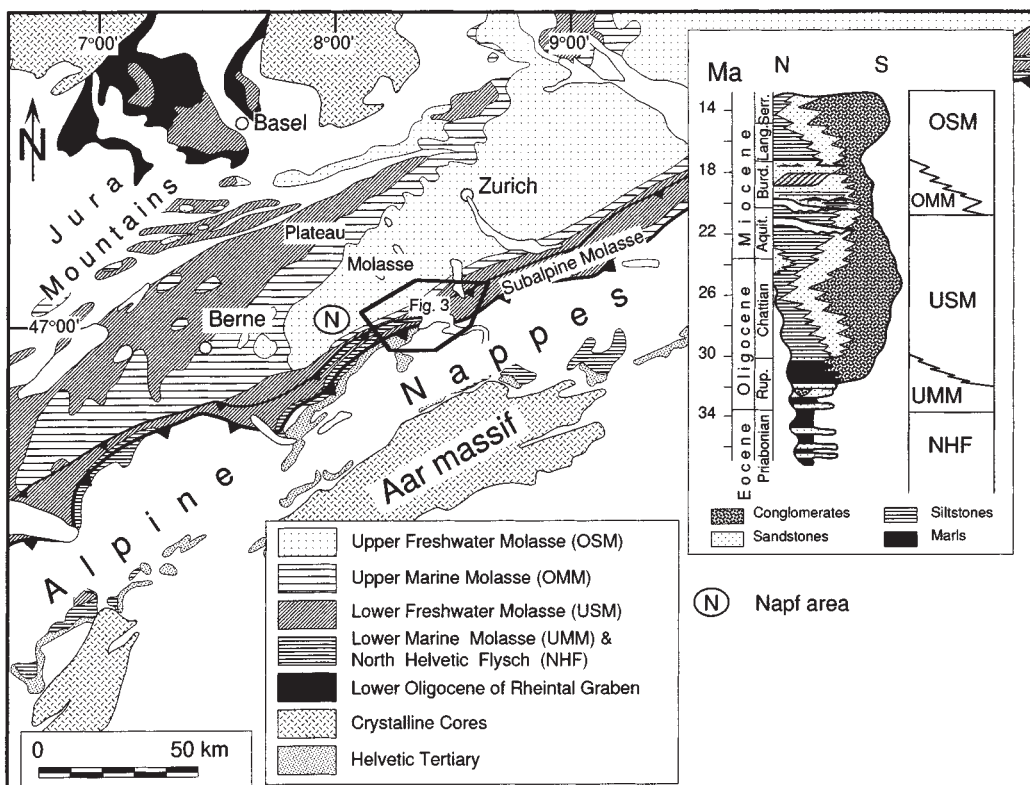 7°00'
8°00'
9°00'
N
Basel
Jura
Mountains
Zurich
Plateau
Molasse
Subalpine Molasse
Fig. 3
47°00'
Berne
N
Alpine Nappes
Aar massif
Upper Freshwater Molasse (OSM)
Upper Marine Molasse (OMM)
Lower Freshwater Molasse (USM)
Lower Marine Molasse (UMM) &
North Helvetic Flysch (NHF)
Lower Oligocene of Rheintal Graben
Crystalline Cores
Helvetic Tertiary
0 50 km
Ma N S
14
18
22
26
30
34
Miocene
Oligocene
Eocene
Serr.
Lang.
Burd.
Aquit.
Chattian
Rup.
Priabonian
OSM
OMM
USM
UMM
NHF
Conglomerates
Siltstones
Sandstones
Marls
N Napf area